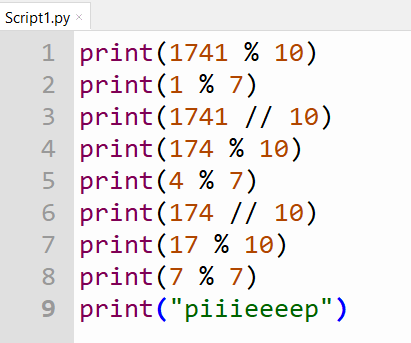 Script1.py ×
1 print(1741 % 10)
2 print(1 % 7)
3 print(1741 // 10)
4 print(174 % 10)
5 print(4 % 7)
6 print(174 // 10)
7 print(17 % 10)
8 print(7 % 7)
9 print("piiieeeep")